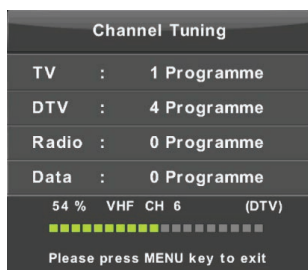 Channel Tuning
TV : 1 Programme
DTV : 4 Programme
Radio : 0 Programme
Data : 0 Programme
54 % VHF CH 6 (DTV)
Please press MENU key to exit